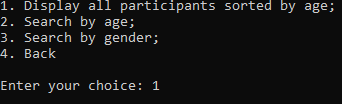 1. Display all participants sorted by age;
2. Search by age;
3. Search by gender;
4. Back
Enter your choice: 1